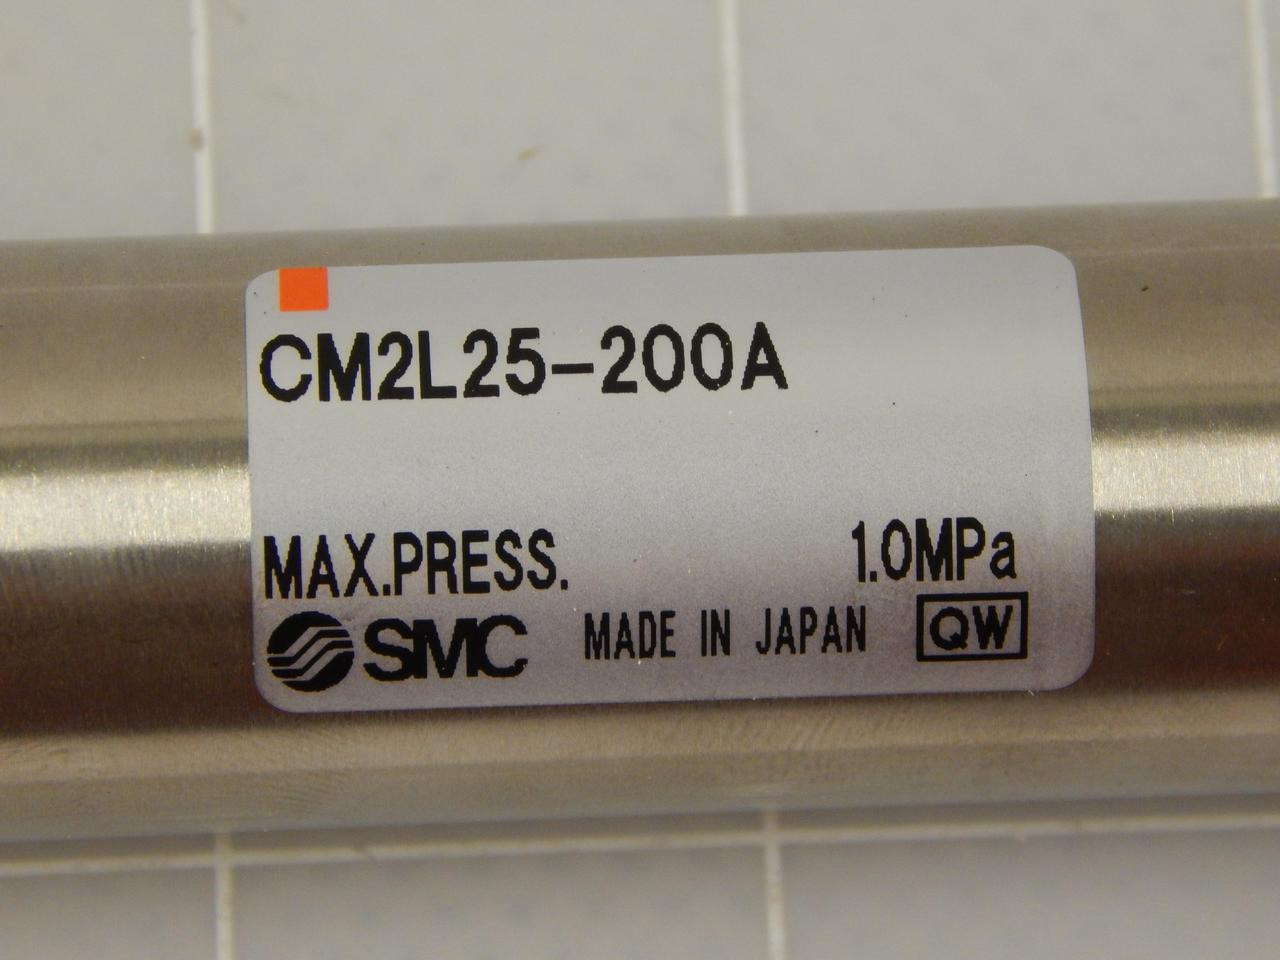 CM2L25-200A
MAX.PRESS. 1.0MPa
SMC MADE IN JAPAN QW